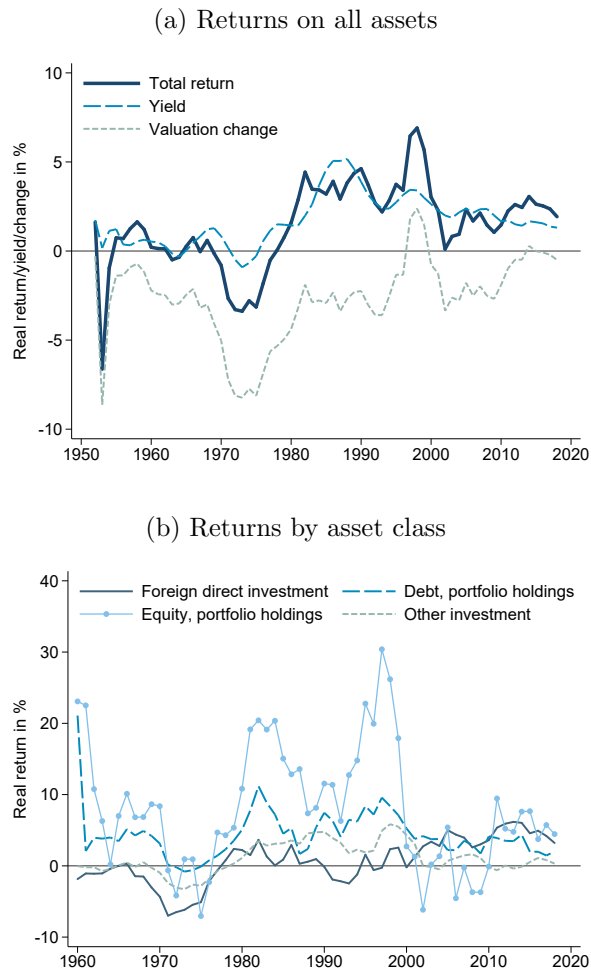 (a) Returns on all assets
Real return/yield/change in %
10
5
0
-5
-10
Total return
Yield
Valuation change
1950 1960 1970 1980 1990 2000 2010 2020
(b) Returns by asset class
Real return in %
40
30
20
10
0
-10
Foreign direct investment Debt, portfolio holdings
Equity, portfolio holdings Other investment
1960 1970 1980 1990 2000 2010 2020